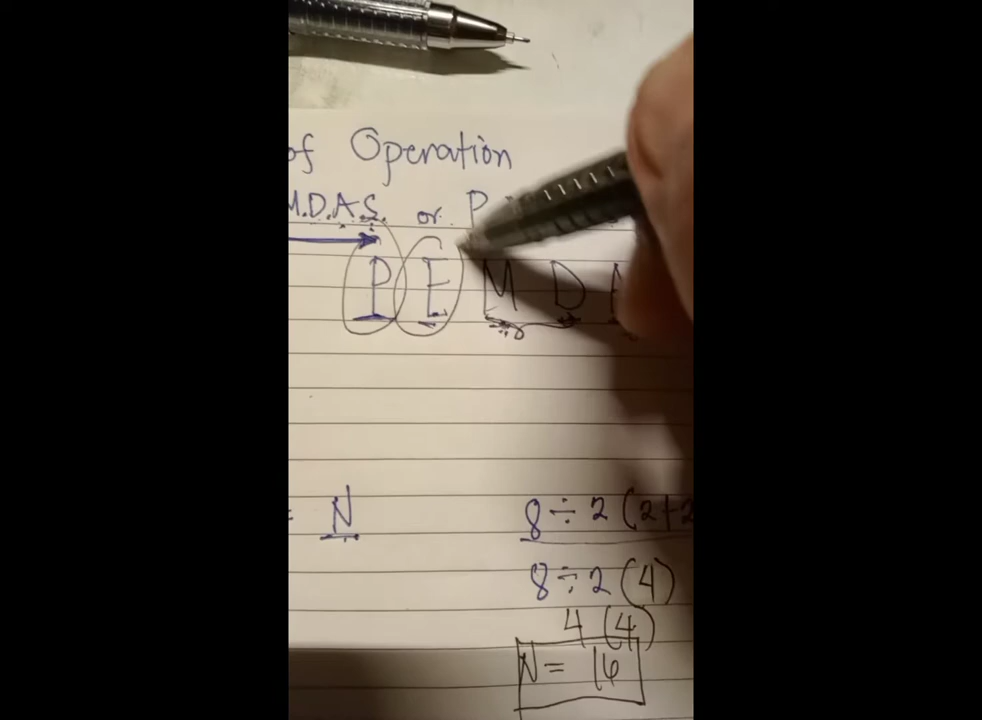 of Operation
M.D.A.S. or P
P E M D
= N
8 ÷ 2 (2+2
8 ÷ 2 (4)
4 (4)
N = 16